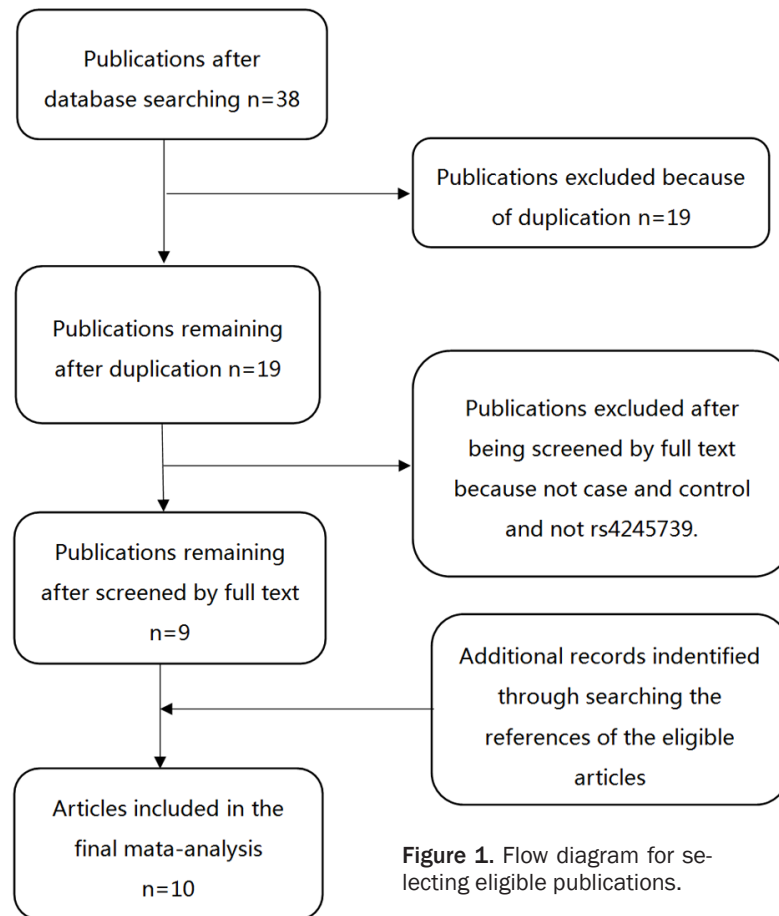 Publications after
database searching n=38
Publications excluded because
of duplication n=19
Publications remaining
after duplication n=19
Publications excluded after
being screened by full text
because not case and control
and not rs4245739.
Publications remaining
after screened by full text
n=9
Additional records indentified
through searching the
references of the eligible
articles
Articles included in the
final mata-analysis
n=10
Figure 1. Flow diagram for se-
lecting eligible publications.